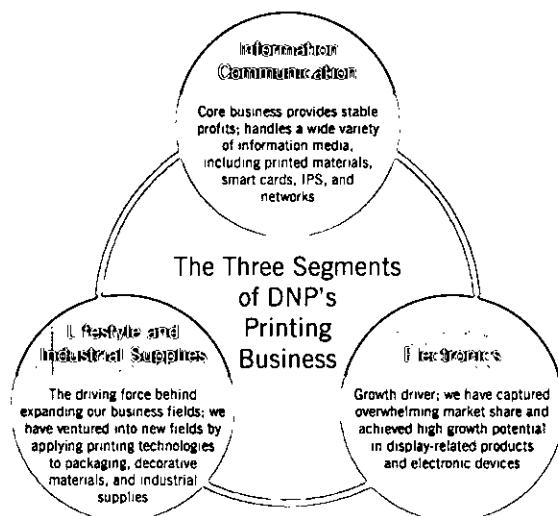 Information
Communication
Core business provides stable
profits; handles a wide variety
of information media,
including printed materials,
smart cards, IPS, and
networks
The Three Segments
of DNP's
Printing
Business
Lifestyle and
Industrial Supplies
The driving force behind
expanding our business fields; we
have ventured into new fields by
applying printing technologies
to packaging, decorative
materials, and industrial
supplies
Electronics
Growth driver; we have captured
overwhelming market share and
achieved high growth potential
in display-related products
and electronic devices